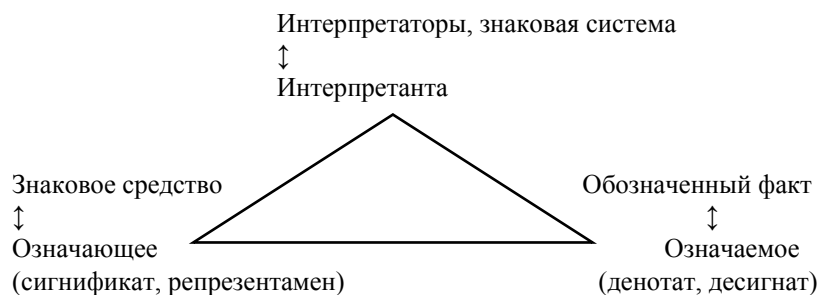 Интерпретаторы, знаковая система
↕
Интерпретанта
Знаковое средство
↕
Означающее
(сигнификат, репрезентамен)
Обозначенный факт
↕
Означаемое
(денотат, десигнат)